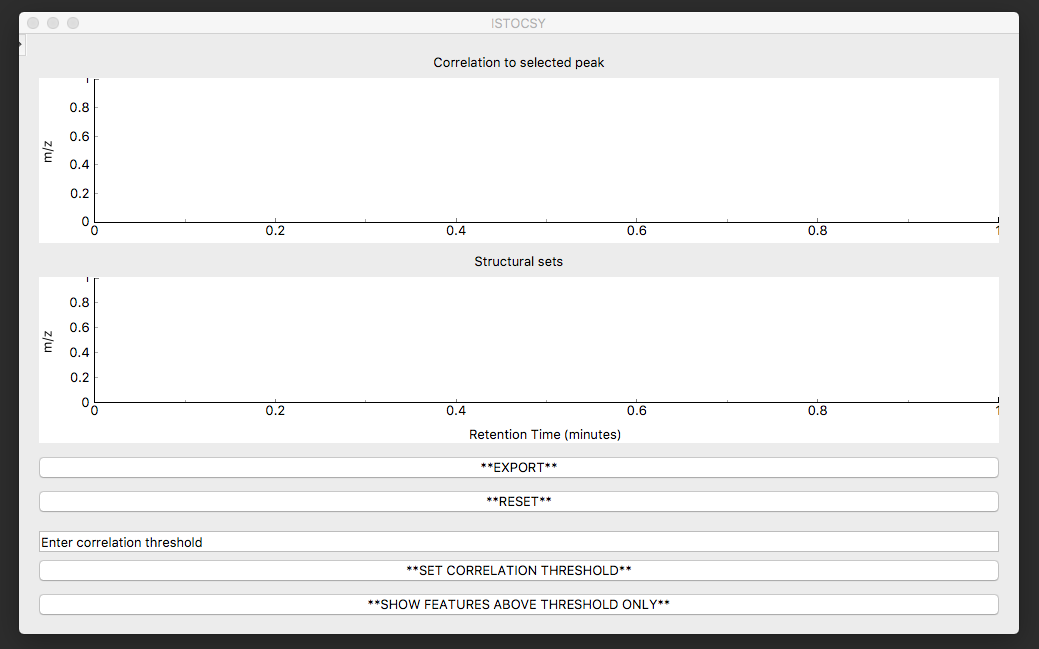 ISTOCSY
Correlation to selected peak
1
0.8
0.6
m/z
0.4
0.2
0
0 0.2 0.4 0.6 0.8 1
Structural sets
1
0.8
0.6
m/z
0.4
0.2
0
0 0.2 0.4 0.6 0.8 1
Retention Time (minutes)
**EXPORT**
**RESET**
Enter correlation threshold
**SET CORRELATION THRESHOLD**
**SHOW FEATURES ABOVE THRESHOLD ONLY**